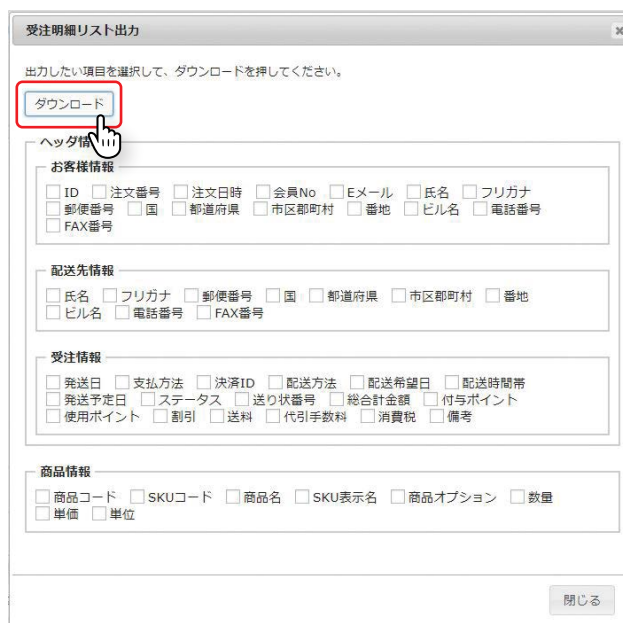 受注明細リスト出力
出力したい項目を選択して、ダウンロードを押してください。
ダウンロード
ヘッダ情
お客様情報
ID 注文番号 注文日時 会員No Eメール 氏名 フリガナ
郵便番号 国 都道府県 市区郡町村 番地 ビル名 電話番号
FAX番号
配送先情報
氏名 フリガナ 郵便番号 国 都道府県 市区郡町村 番地
ビル名 電話番号 FAX番号
受注情報
発送日 支払方法 決済ID 配送方法 配送希望日 配送時間帯
発送予定日 ステータス 送り状番号 総合計金額 付与ポイント
使用ポイント 割引 送料 代引手数料 消費税 備考
商品情報
商品コード SKUコード 商品名 SKU表示名 商品オプション 数量
単価 単位
閉じる